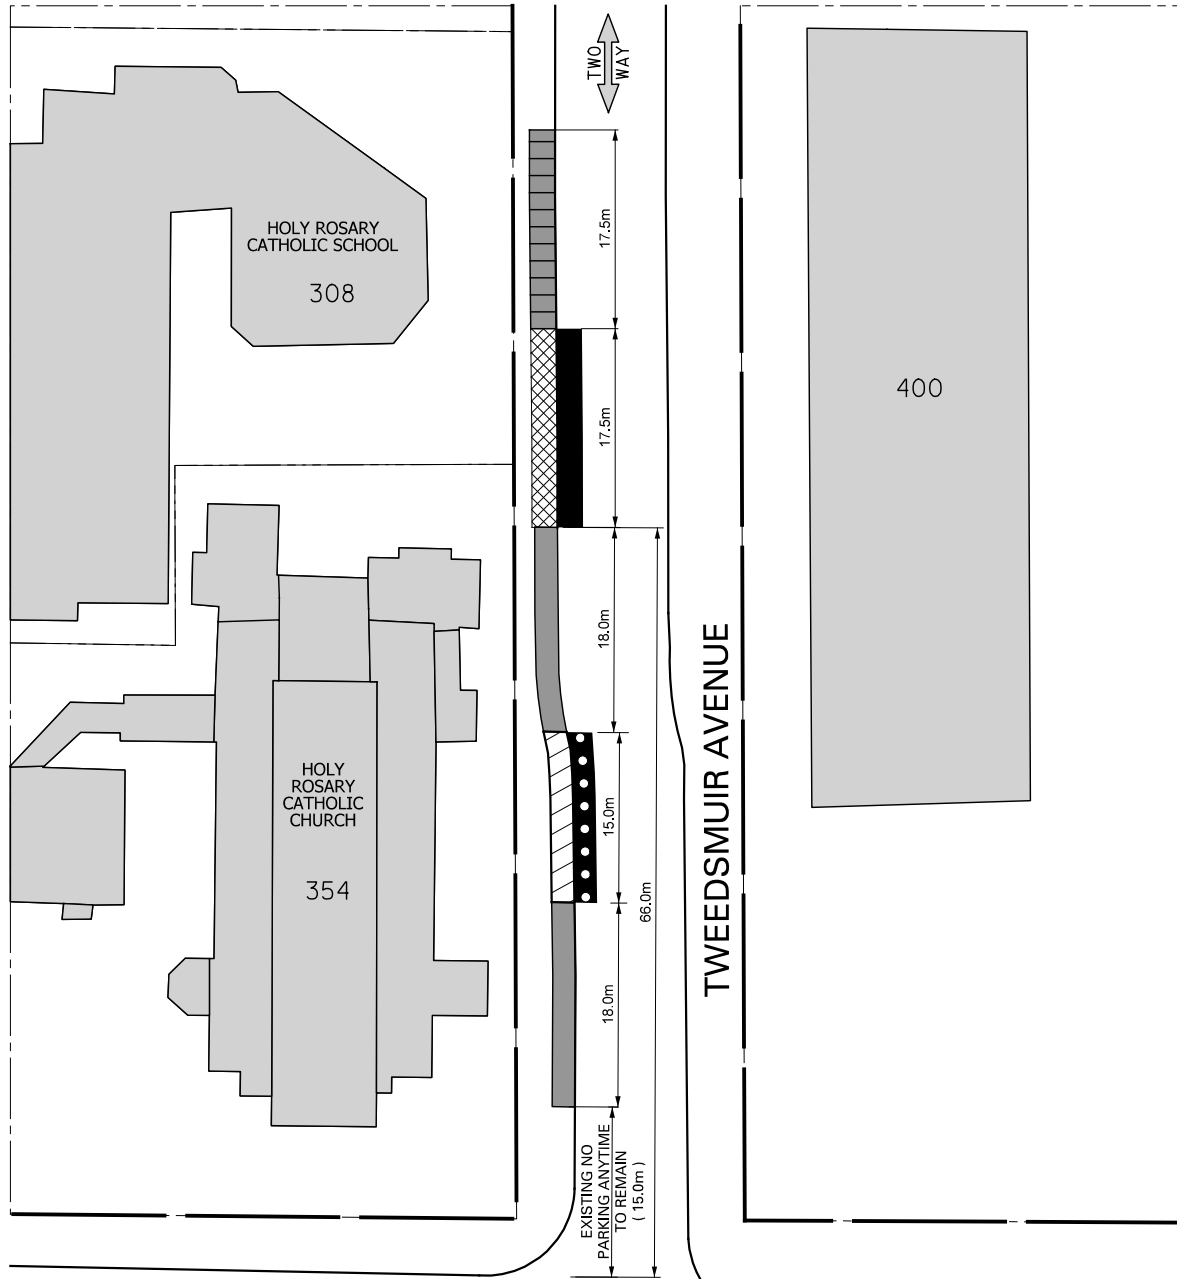 TWO
WAY
17.5m
HOLY ROSARY
CATHOLIC SCHOOL
308
17.5m
400
18.0m
TWEEDSMUIR AVENUE
HOLY
ROSARY
CATHOLIC
CHURCH
354
15.0m
66.0m
18.0m
EXISTING NO
PARKING ANYTIME
TO REMAIN
( 15.0m )